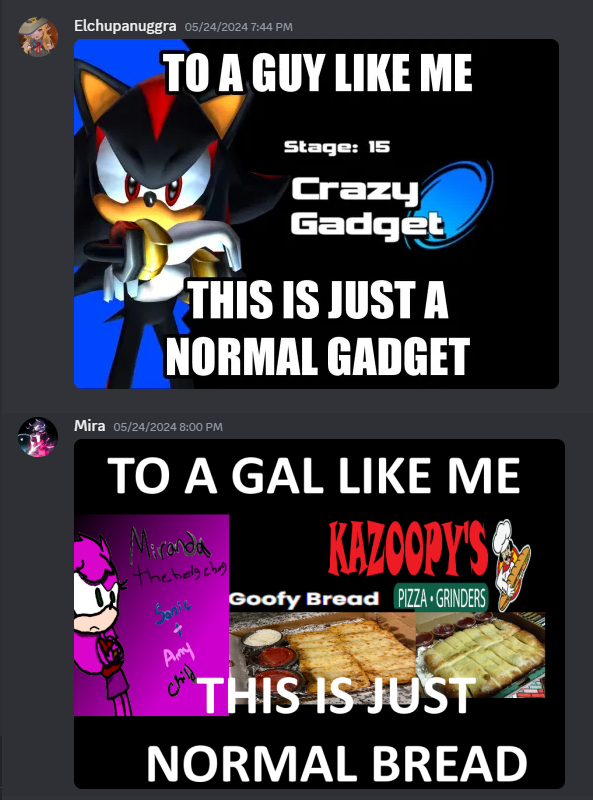 Elchupanuggra 05/24/2024 7:44 PM
TO A GUY LIKE ME
Stage: 15
Crazy
Gadget
THIS IS JUST A
NORMAL GADGET
Mira 05/24/2024 8:00 PM
TO A GAL LIKE ME
Miranda
the hedgehog
Sonic
+
Amy
child
KAZOOPY'S
PIZZA • GRINDERS
Goofy Bread
THIS IS JUST
NORMAL BREAD